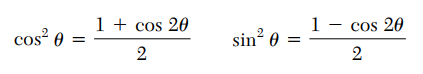 cos² θ = (1 + cos 2θ)/2    sin² θ = (1 − cos 2θ)/2